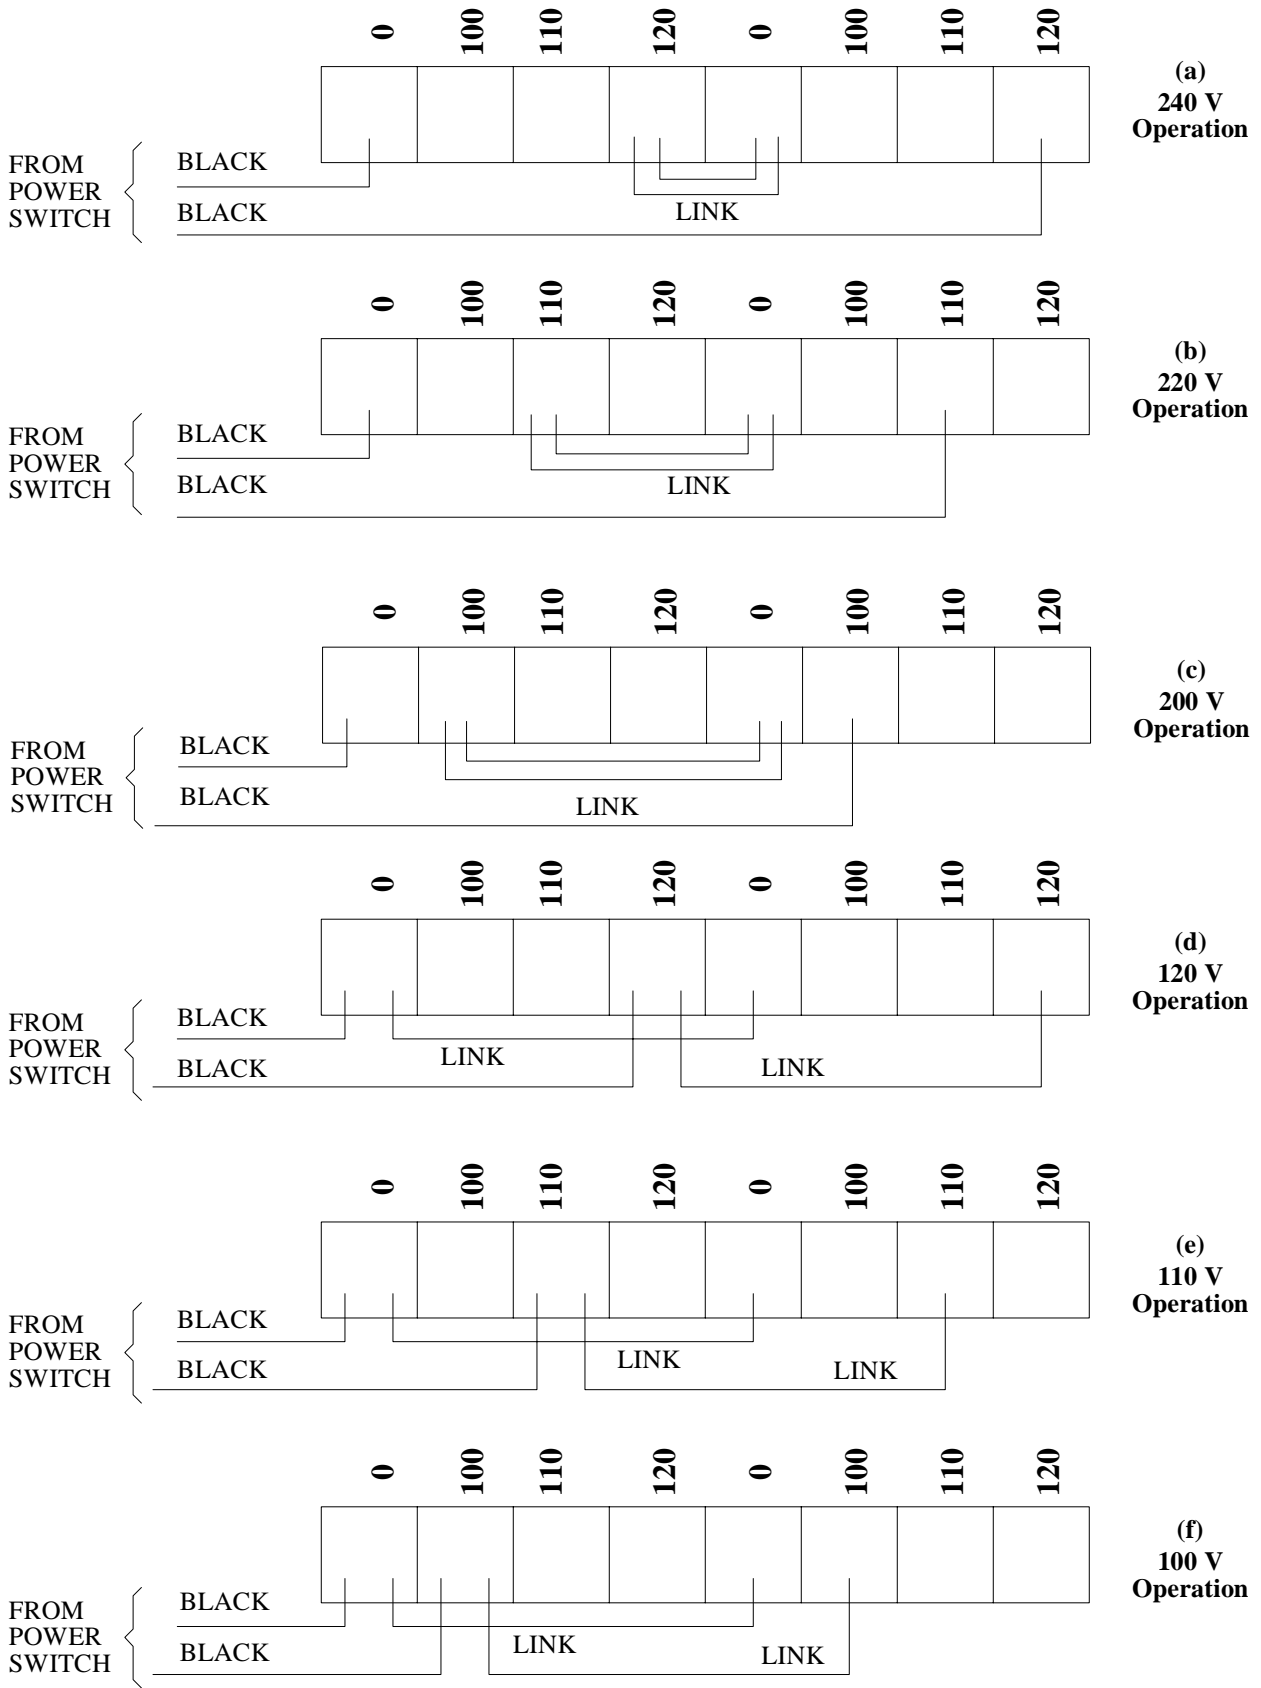 0 100 110 120 0 100 110 120
(a)
240 V
Operation
FROM
POWER
SWITCH
BLACK
BLACK
LINK
0 100 110 120 0 100 110 120
(b)
220 V
Operation
FROM
POWER
SWITCH
BLACK
BLACK
LINK
0 100 110 120 0 100 110 120
(c)
200 V
Operation
FROM
POWER
SWITCH
BLACK
BLACK
LINK
0 100 110 120 0 100 110 120
(d)
120 V
Operation
FROM
POWER
SWITCH
BLACK
BLACK
LINK
LINK
0 100 110 120 0 100 110 120
(e)
110 V
Operation
FROM
POWER
SWITCH
BLACK
BLACK
LINK
LINK
0 100 110 120 0 100 110 120
(f)
100 V
Operation
FROM
POWER
SWITCH
BLACK
BLACK
LINK
LINK